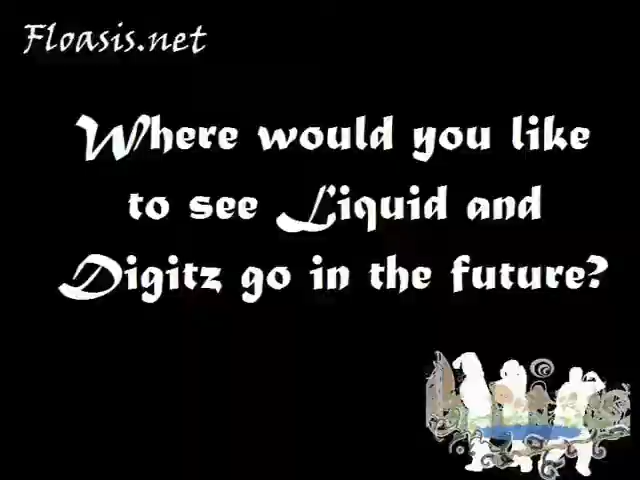 Floasis.net
Where would you like
to see Liquid and
Digitz go in the future?